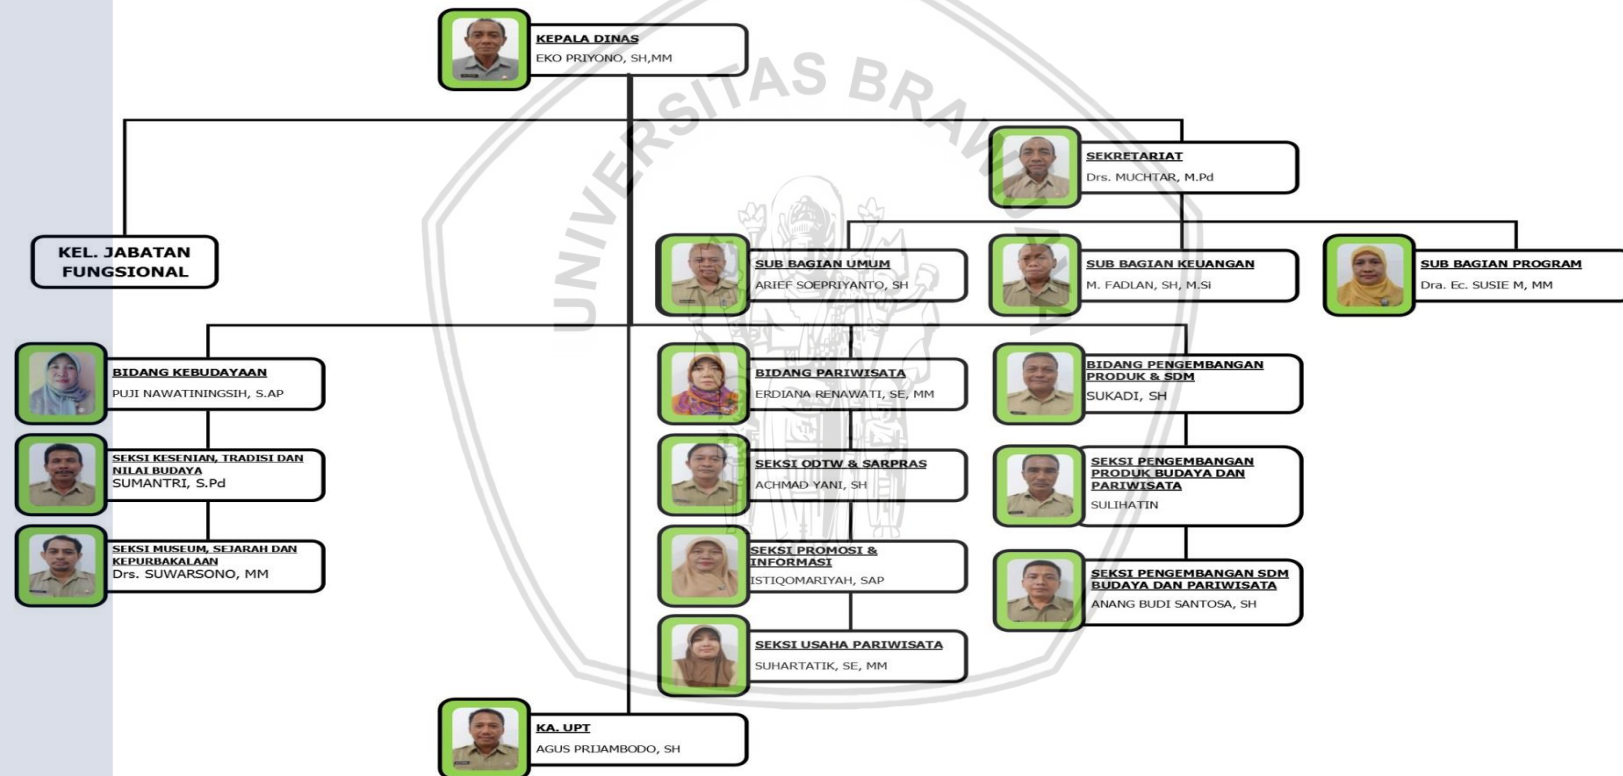 KEPALA DINAS
EKO PRIYONO, SH,MM
UNIVERSITAS BRAWIJAYA
SEKRETARIAT
Drs. MUCHTAR, M.Pd
KEL. JABATAN
FUNGSIONAL
SUB BAGIAN UMUM
ARIEF SOEPRIYANTO, SH
SUB BAGIAN KEUANGAN
M. FADLAN, SH, M.Si
SUB BAGIAN PROGRAM
Dra. Ec. SUSIE M, MM
BIDANG KEBUDAYAAN
PUJI NAWATININGSIH, S.AP
SEKSI KESENIAN, TRADISI DAN
NILAI BUDAYA
SUMANTRI, S.Pd
SEKSI MUSEUM, SEJARAH DAN
KEPURBAKALAAN
Drs. SUWARSONO, MM
BIDANG PARIWISATA
ERDIANA RENAWATI, SE, MM
SEKSI ODTW & SARPRAS
ACHMAD YANI, SH
SEKSI PROMOSI &
INFORMASI
ISTIQOMARIYAH, SAP
SEKSI USAHA PARIWISATA
SUHARTATIK, SE, MM
BIDANG PENGEMBANGAN
PRODUK & SDM
SUKADI, SH
SEKSI PENGEMBANGAN
PRODUK BUDAYA DAN
PARIWISATA
SULIHATIN
SEKSI PENGEMBANGAN SDM
BUDAYA DAN PARIWISATA
ANANG BUDI SANTOSA, SH
KA. UPT
AGUS PRIJAMBODO, SH